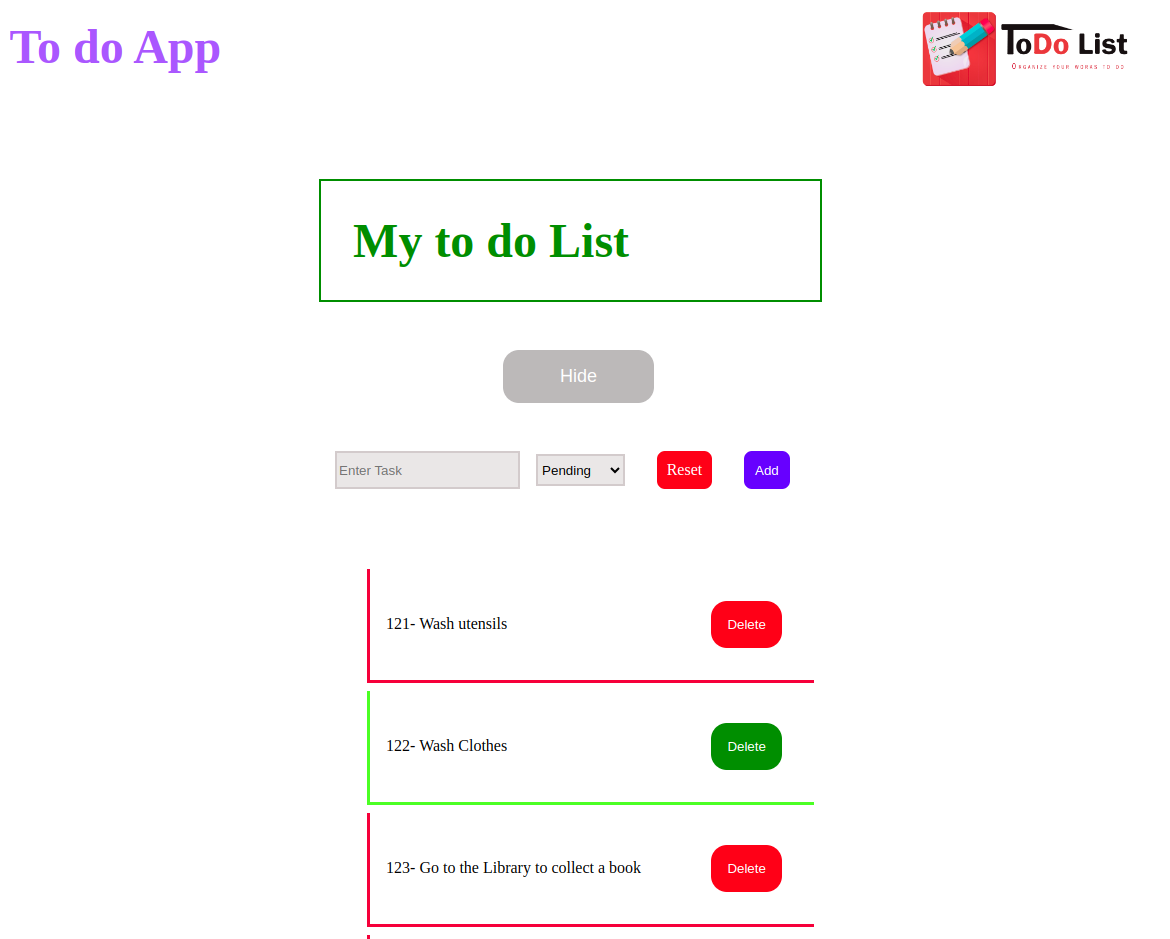 To do App
ToDo List
Organize your works to do
My to do List
Hide
Enter Task
Pending
Reset
Add
121- Wash utensils
Delete
122- Wash Clothes
Delete
123- Go to the Library to collect a book
Delete